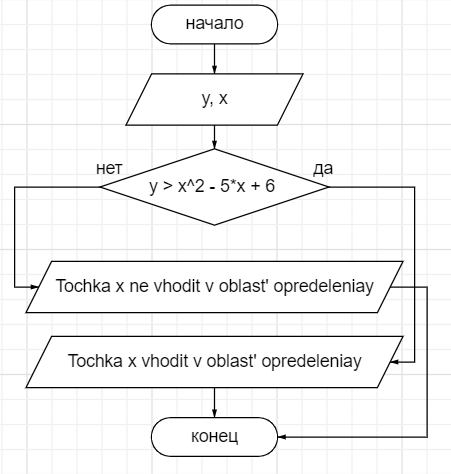 начало
y, x
нет
да
y > x^2 - 5*x + 6
Tochka x ne vhodit v oblast' opredeleniay
Tochka x vhodit v oblast' opredeleniay
конец